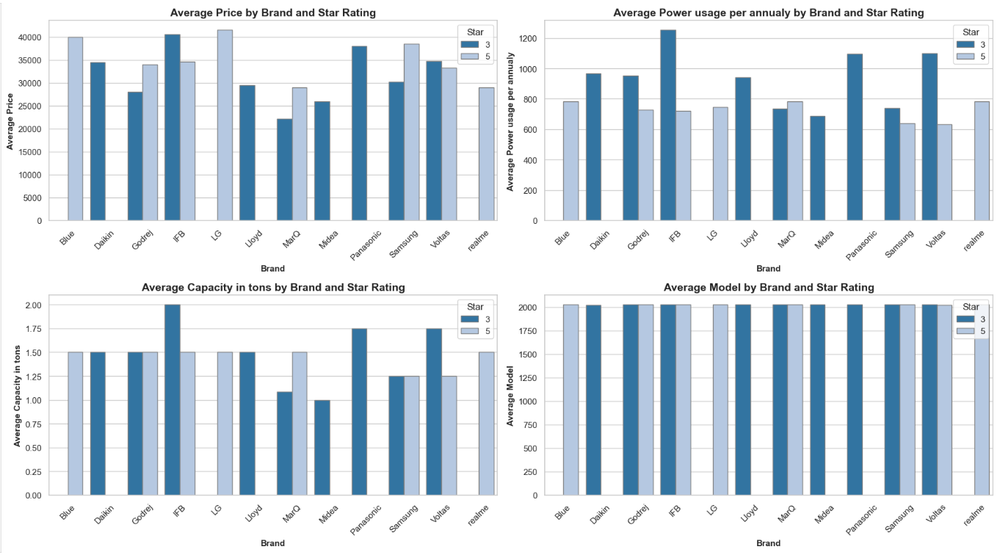 Average Price by Brand and Star Rating
Average Price
40000
35000
30000
25000
20000
15000
10000
5000
0
Star
3
5
Blue
Daikin
Godrej
IFB
LG
Lloyd
MarQ
Midea
Panasonic
Samsung
Voltas
realme
Brand
Average Power usage per annualy by Brand and Star Rating
Average Power usage per annualy
1200
1000
800
600
400
200
0
Star
3
5
Blue
Daikin
Godrej
IFB
LG
Lloyd
MarQ
Midea
Panasonic
Samsung
Voltas
realme
Brand
Average Capacity in tons by Brand and Star Rating
Average Capacity in tons
2.00
1.75
1.50
1.25
1.00
0.75
0.50
0.25
0.00
Star
3
5
Blue
Daikin
Godrej
IFB
LG
Lloyd
MarQ
Midea
Panasonic
Samsung
Voltas
realme
Brand
Average Model by Brand and Star Rating
Average Model
2000
1750
1500
1250
1000
750
500
250
0
Star
3
5
Blue
Daikin
Godrej
IFB
LG
Lloyd
MarQ
Midea
Panasonic
Samsung
Voltas
realme
Brand